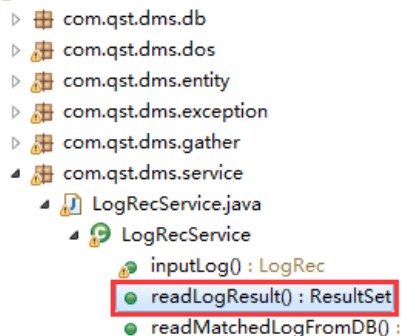 com.qst.dms.db
com.qst.dms.dos
com.qst.dms.entity
com.qst.dms.exception
com.qst.dms.gather
com.qst.dms.service
LogRecService.java
LogRecService
inputLog() : LogRec
readLogResult() : ResultSet
readMatchedLogFromDB() :